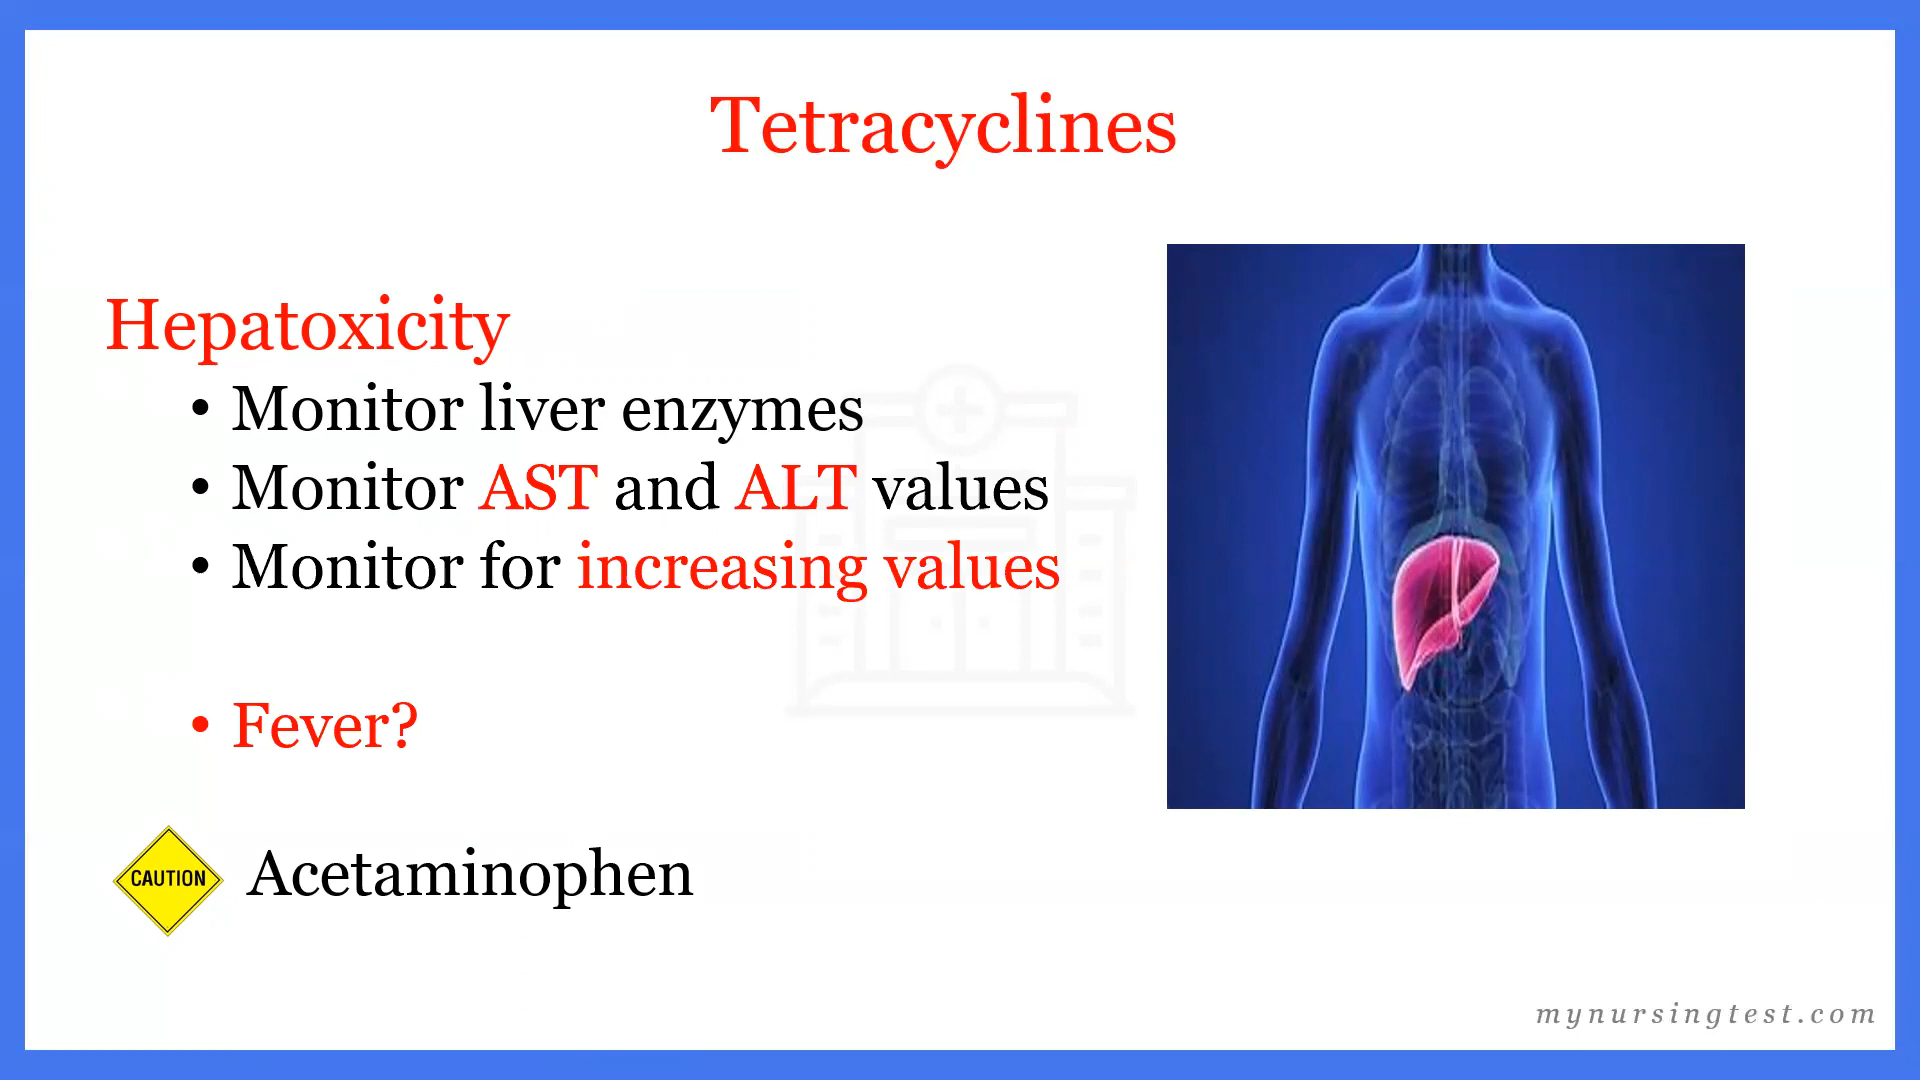 Tetracyclines
Hepatoxicity
• Monitor liver enzymes
• Monitor AST and ALT values
• Monitor for increasing values
• Fever?
CAUTION Acetaminophen
mynursingtest.com